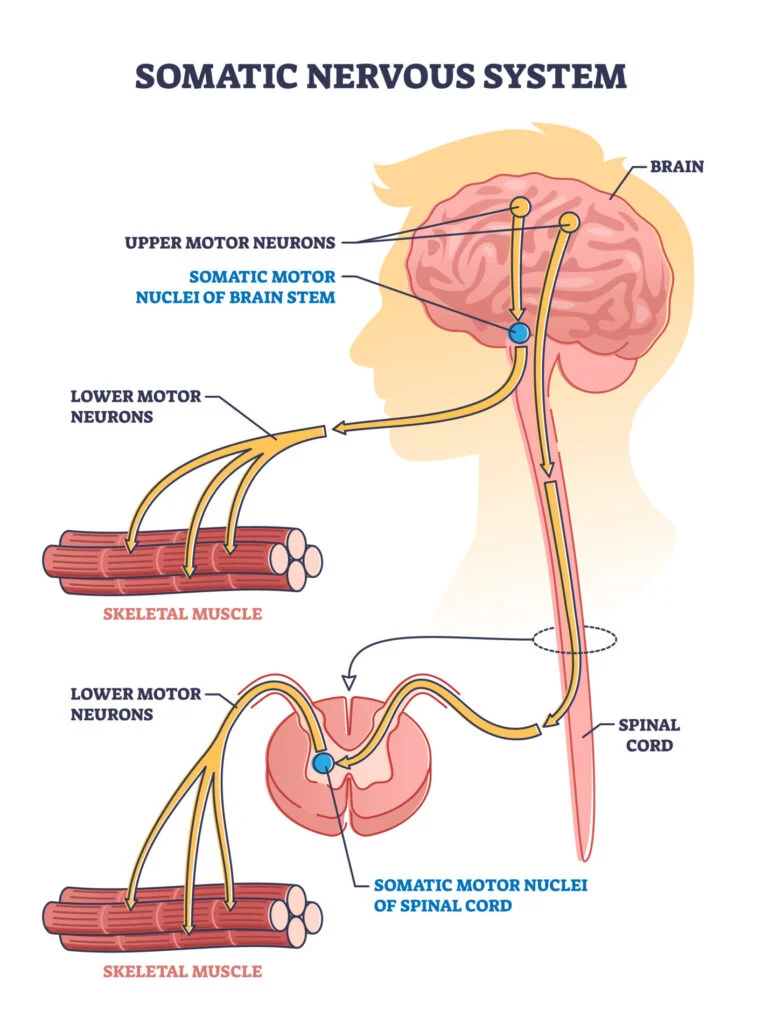 SOMATIC NERVOUS SYSTEM
BRAIN
UPPER MOTOR NEURONS
SOMATIC MOTOR
NUCLEI OF BRAIN STEM
LOWER MOTOR
NEURONS
SKELETAL MUSCLE
LOWER MOTOR
NEURONS
SPINAL
CORD
SOMATIC MOTOR NUCLEI
OF SPINAL CORD
SKELETAL MUSCLE